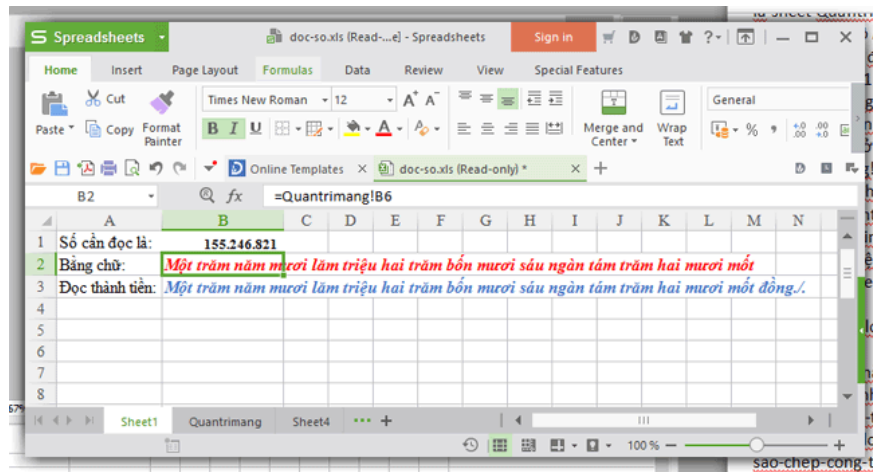 là sheet Quantri
Spreadsheets
doc-so.xls (Read-...e] - Spreadsheets
Sign in
Home Insert Page Layout Formulas Data Review View Special Features
Cut
Times New Roman 12 A+ A- General
Paste Copy Format Painter B I U A Merge and Center Wrap Text %
Online Templates doc-so.xls (Read-only) *
B2 fx =Quantrimang!B6
A B C D E F G H I J K L M N
1 Số cần đọc là: 155.246.821
2 Bằng chữ: Một trăm năm mươi lăm triệu hai trăm bốn mươi sáu ngàn tám trăm hai mươi mốt
3 Đọc thành tiền: Một trăm năm mươi lăm triệu hai trăm bốn mươi sáu ngàn tám trăm hai mươi mốt đồng./.
4
5
6
7
8
67%
Sheet1 Quantrimang Sheet4
100 %
sao-chep-cong-t